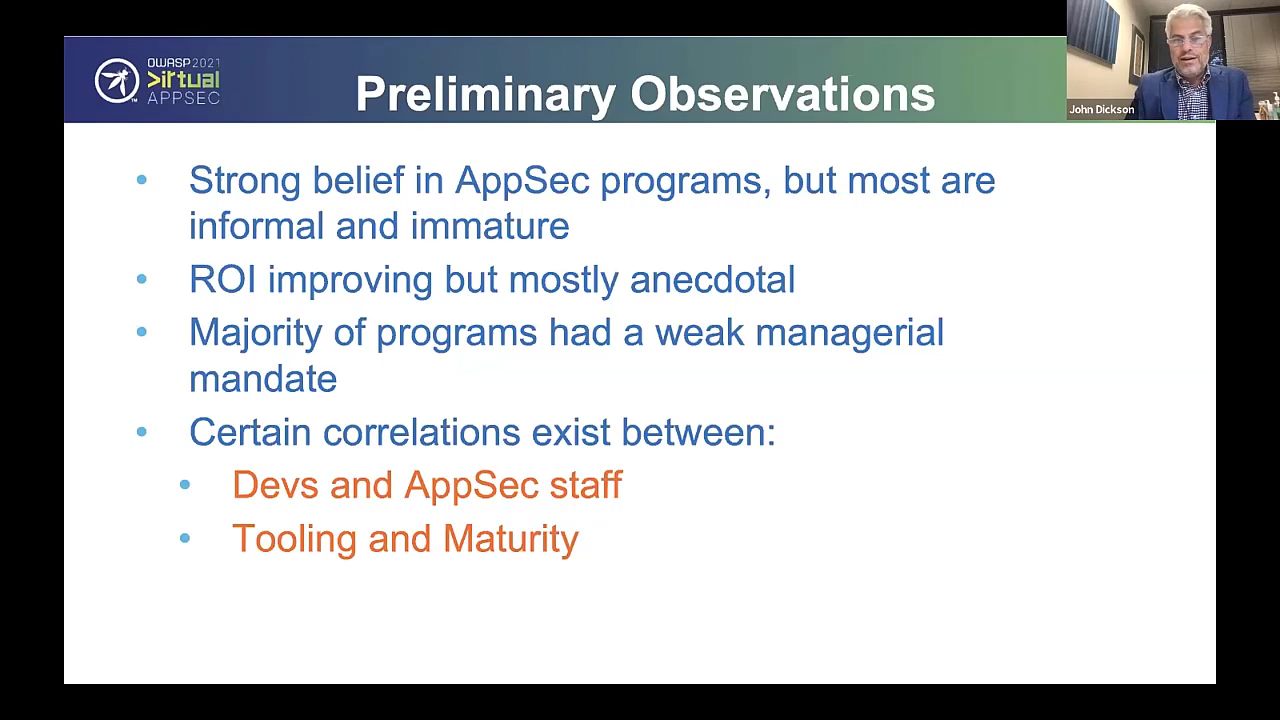 OWASP 2021
>irtual
APPSEC
Preliminary Observations
John Dickson
• Strong belief in AppSec programs, but most are
informal and immature
• ROI improving but mostly anecdotal
• Majority of programs had a weak managerial
mandate
• Certain correlations exist between:
• Devs and AppSec staff
• Tooling and Maturity